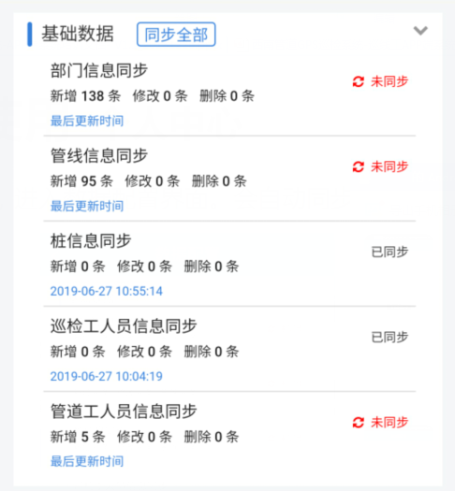 基础数据 同步全部
部门信息同步
新增 138 条 修改 0 条 删除 0 条 未同步
最后更新时间
管线信息同步
新增 95 条 修改 0 条 删除 0 条 未同步
最后更新时间
桩信息同步
新增 0 条 修改 0 条 删除 0 条 已同步
2019-06-27 10:55:14
巡检工人员信息同步
新增 0 条 修改 0 条 删除 0 条 已同步
2019-06-27 10:04:19
管道工人员信息同步
新增 5 条 修改 0 条 删除 0 条 未同步
最后更新时间